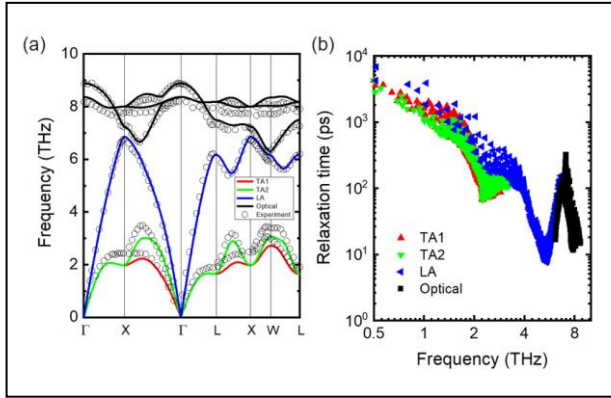 (a)
10
8
6
4
2
0
Frequency (THz)
Γ X Γ L X W L
TA1
TA2
LA
Optical
Experiment
(b)
10⁴
10³
10²
10¹
10⁰
Relaxation time (ps)
TA1
TA2
LA
Optical
0.5 1 2 4 8
Frequency (THz)